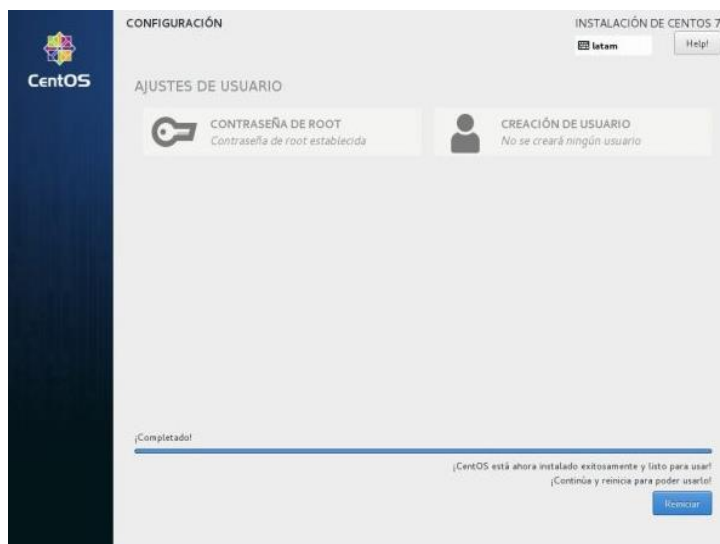 CentOS
CONFIGURACIÓN
INSTALACIÓN DE CENTOS 7
latam
Help!
AJUSTES DE USUARIO
CONTRASEÑA DE ROOT
Contraseña de root establecida
CREACIÓN DE USUARIO
No se creará ningún usuario
¡Completado!
¡CentOS está ahora instalado exitosamente y listo para usar!
¡Continúa y reinicia para poder usarlo!
Reiniciar